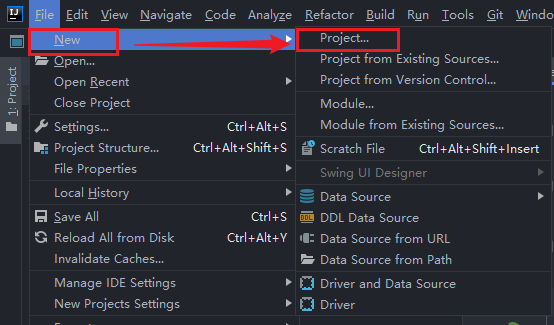 IJ File Edit View Navigate Code Analyze Refactor Build Run Tools Git Wi
New Project...
Open... Project from Existing Sources...
Open Recent Project from Version Control...
Close Project Module...
Module from Existing Sources...
Settings... Ctrl+Alt+S
Project Structure... Ctrl+Alt+Shift+S Scratch File Ctrl+Alt+Shift+Insert
File Properties Swing UI Designer
Local History Data Source
Save All Ctrl+S DDL Data Source
Reload All from Disk Ctrl+Alt+Y Data Source from URL
Invalidate Caches... Data Source from Path
Manage IDE Settings Driver and Data Source
New Projects Settings Driver
1: Project